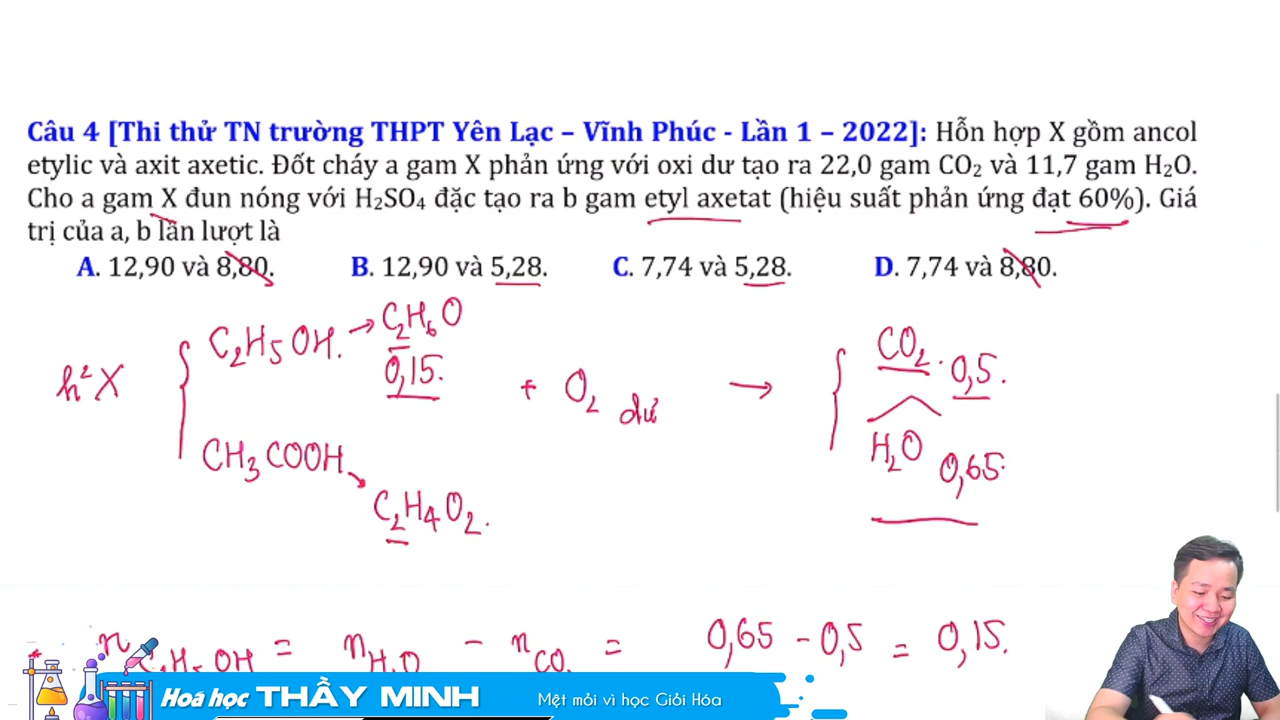 Câu 4 [Thi thử TN trường THPT Yên Lạc – Vĩnh Phúc - Lần 1 – 2022]: Hỗn hợp X gồm ancol
etylic và axit axetic. Đốt cháy a gam X phản ứng với oxi dư tạo ra 22,0 gam CO₂ và 11,7 gam H₂O.
Cho a gam X đun nóng với H₂SO₄ đặc tạo ra b gam etyl axetat (hiệu suất phản ứng đạt 60%). Giá
trị của a, b lần lượt là
A. 12,90 và 8,80. B. 12,90 và 5,28. C. 7,74 và 5,28. D. 7,74 và 8,80.
C₂H₅OH. → C₂H₆O
0,15.
h² X + O₂ dư → CO₂. 0,5.
H₂O 0,65.
CH₃COOH → C₂H₄O₂.
* n C₂H₅OH = n H₂O − n CO₂ = 0,65 − 0,5 = 0,15.
Hoá học THẦY MINH Mệt mỏi vì học Giỏi Hóa